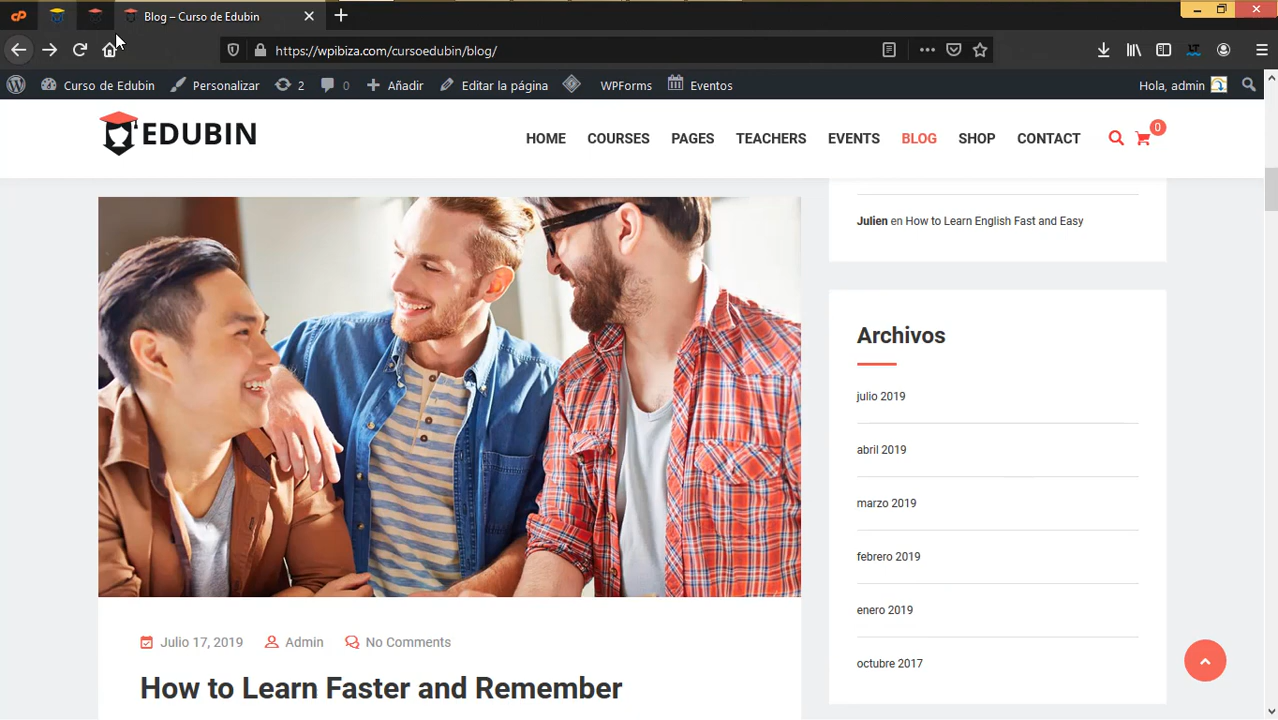 Blog – Curso de Edubin
https://wpibiza.com/cursoedubin/blog/
Curso de Edubin Personalizar 2 0 Añadir Editar la página WPForms Eventos Hola, admin
EDUBIN
HOME COURSES PAGES TEACHERS EVENTS BLOG SHOP CONTACT 0
Julien en How to Learn English Fast and Easy
Archivos
julio 2019
abril 2019
marzo 2019
febrero 2019
enero 2019
octubre 2017
Julio 17, 2019 Admin No Comments
How to Learn Faster and Remember